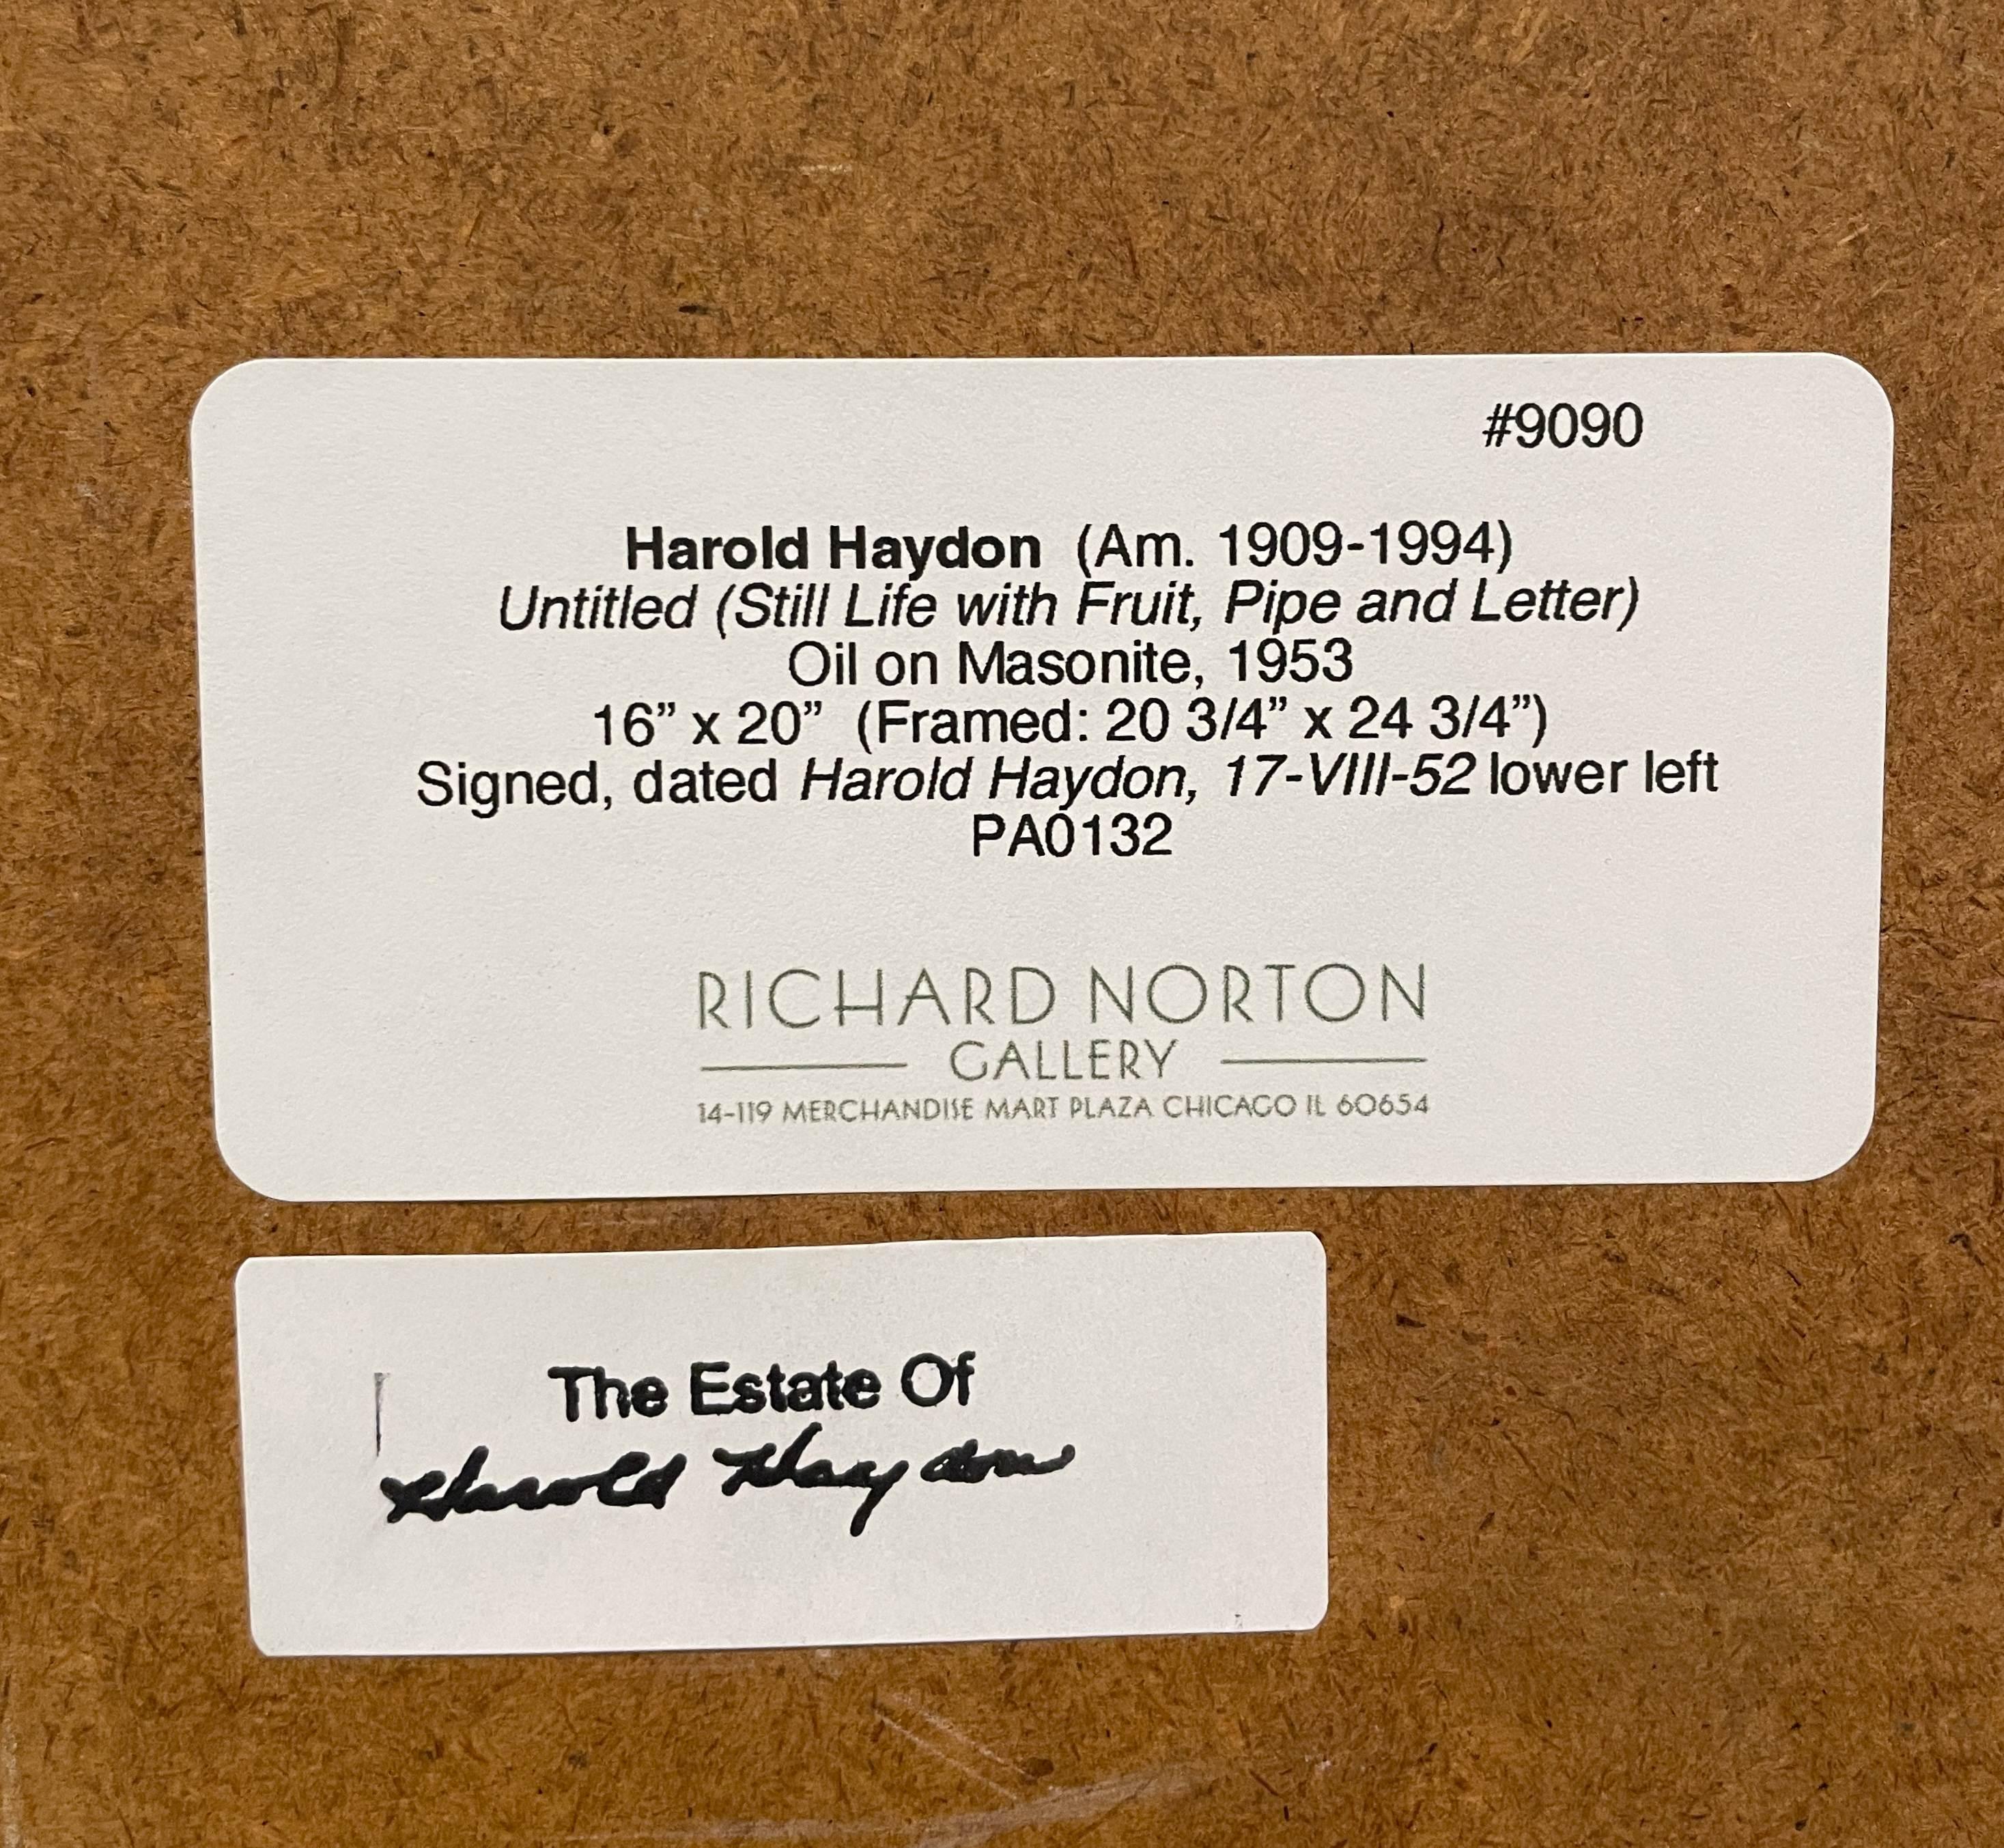 #9090
Harold Haydon (Am. 1909-1994)
Untitled (Still Life with Fruit, Pipe and Letter)
Oil on Masonite, 1953
16” x 20” (Framed: 20 3/4” x 24 3/4”)
Signed, dated Harold Haydon, 17-VIII-52 lower left
PA0132
RICHARD NORTON
GALLERY
14-119 MERCHANDISE MART PLAZA CHICAGO IL 60654
The Estate Of
Harold Haydon